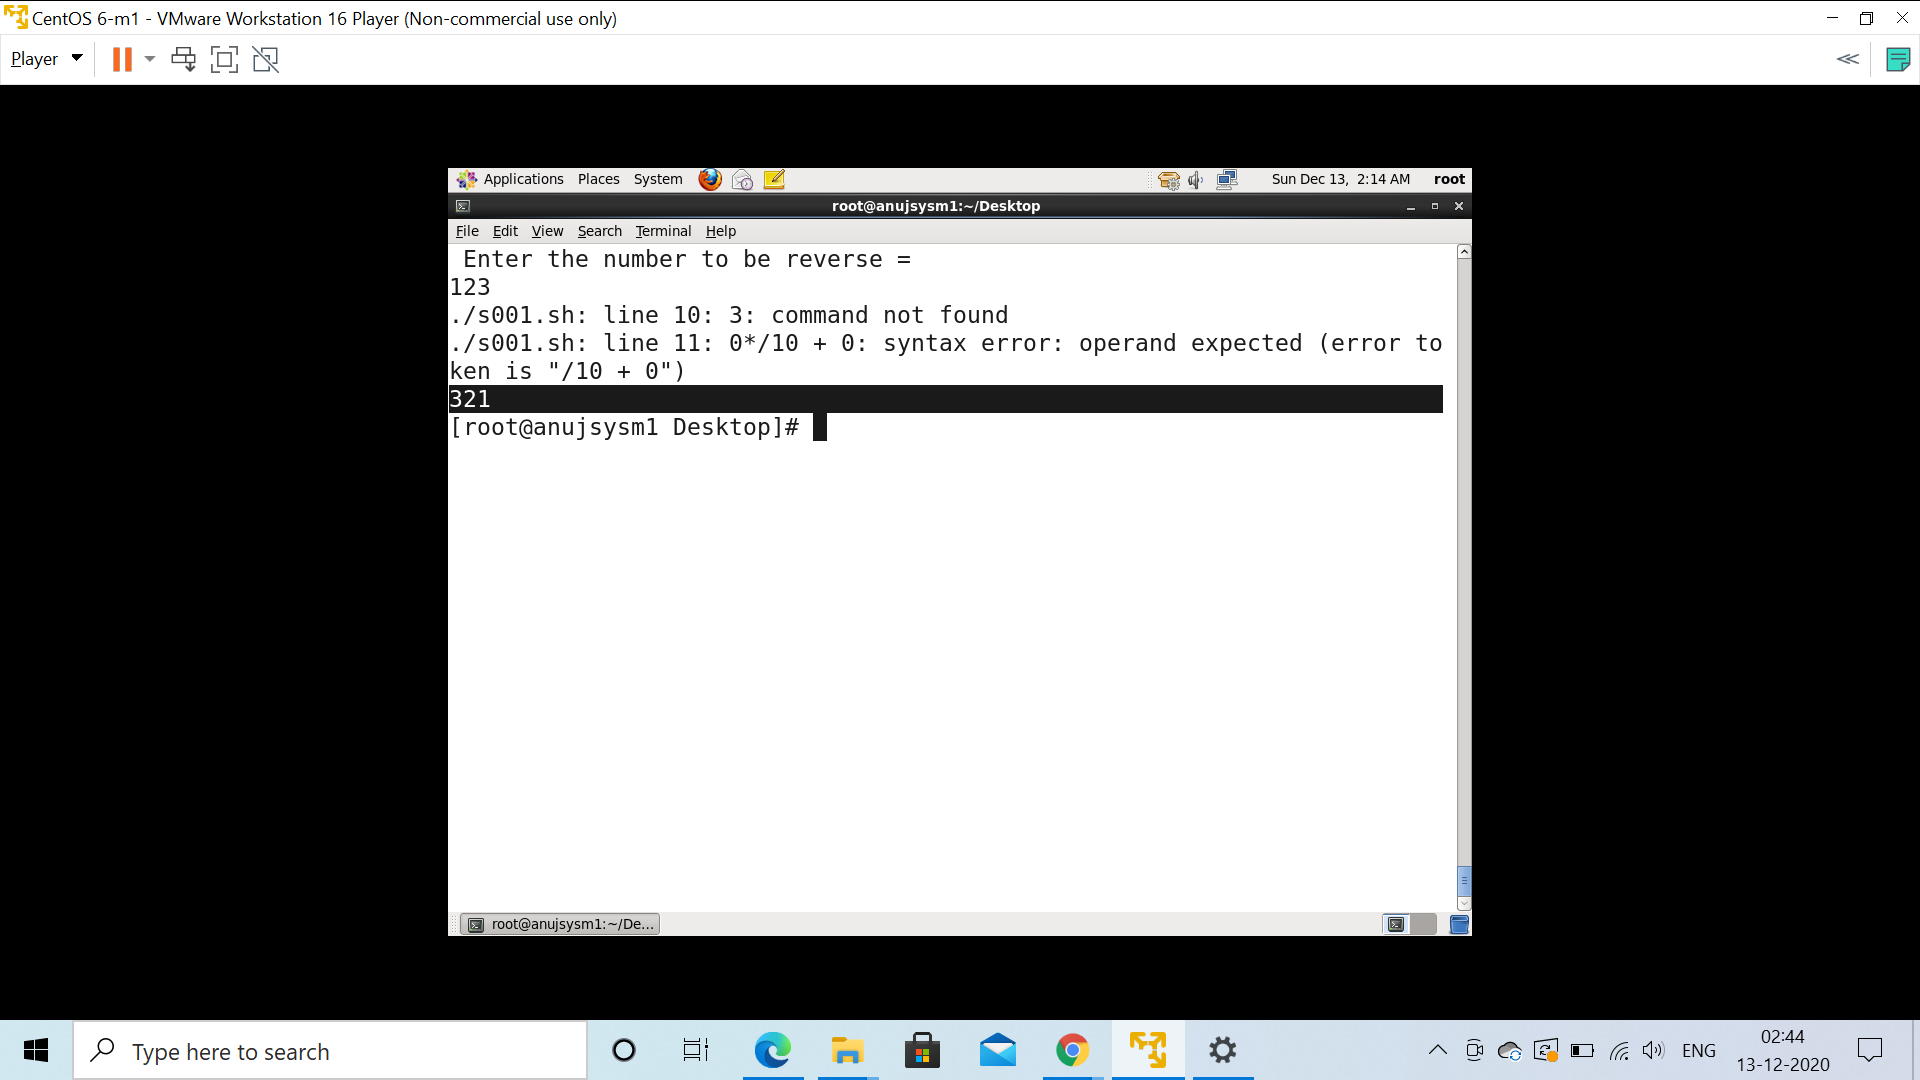 CentOS 6-m1 - VMware Workstation 16 Player (Non-commercial use only)
Player
Applications Places System Sun Dec 13, 2:14 AM root
root@anujsysm1:~/Desktop
File Edit View Search Terminal Help
Enter the number to be reverse =
123
./s001.sh: line 10: 3: command not found
./s001.sh: line 11: 0*/10 + 0: syntax error: operand expected (error to
ken is "/10 + 0")
321
[root@anujsysm1 Desktop]#
root@anujsysm1:~/De...
Type here to search
ENG
02:44
13-12-2020